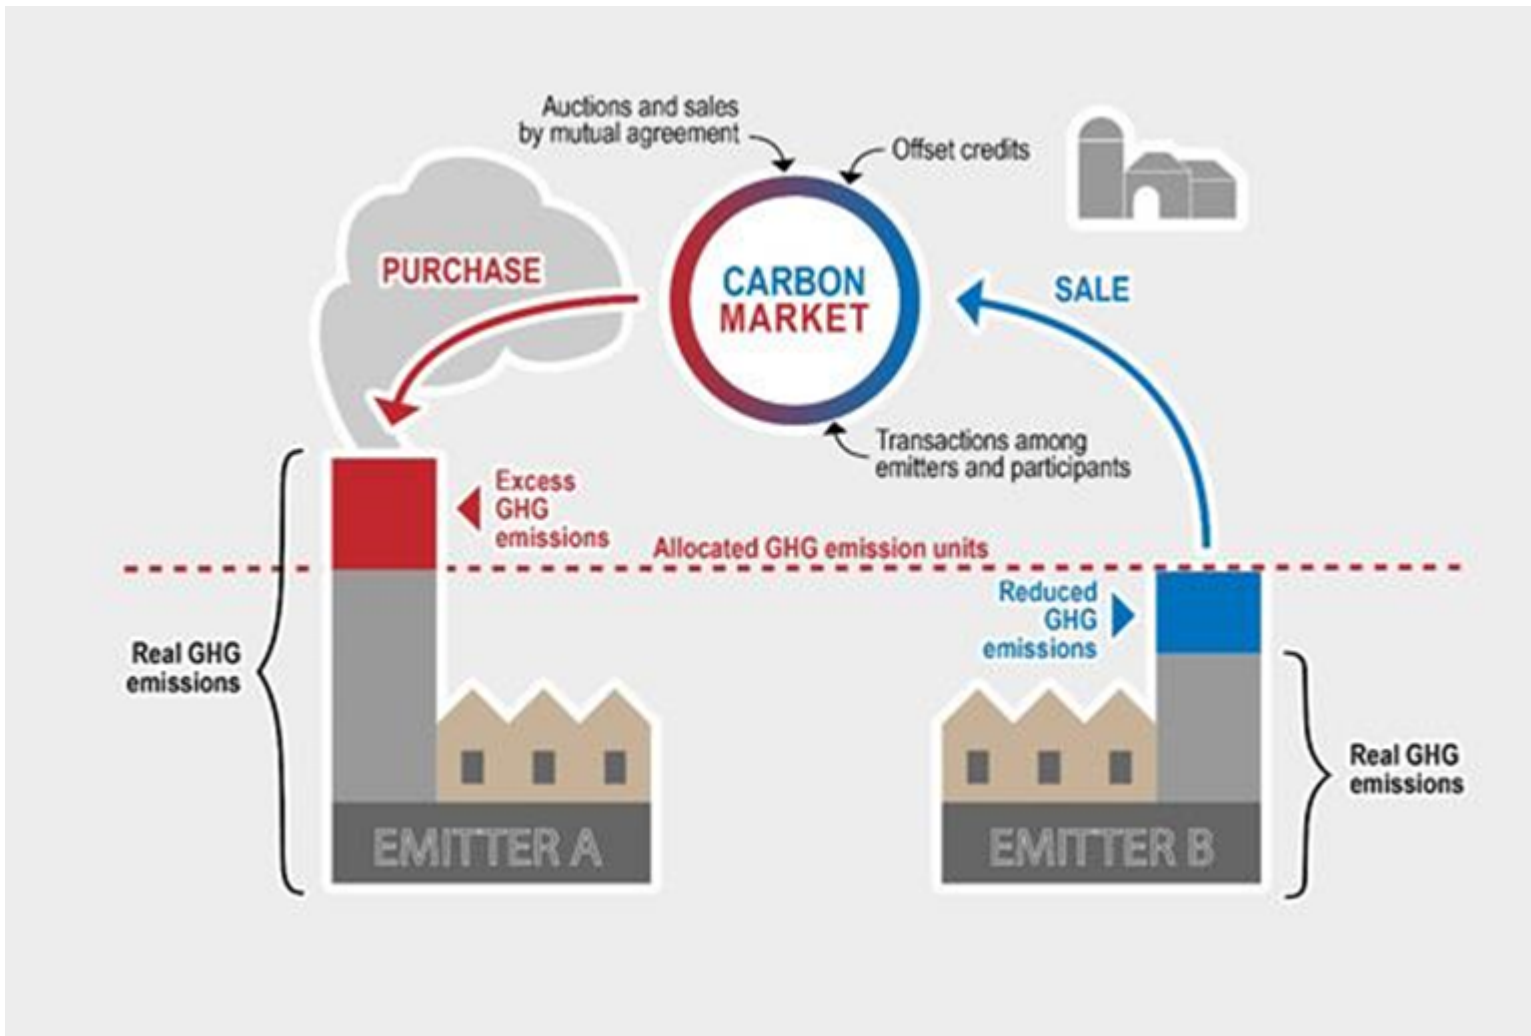 Auctions and sales
by mutual agreement
Offset credits
PURCHASE
CARBON
MARKET
SALE
Transactions among
emitters and participants
Excess
GHG
emissions
Allocated GHG emission units
Reduced
GHG
emissions
Real GHG
emissions
Real GHG
emissions
EMITTER A
EMITTER B